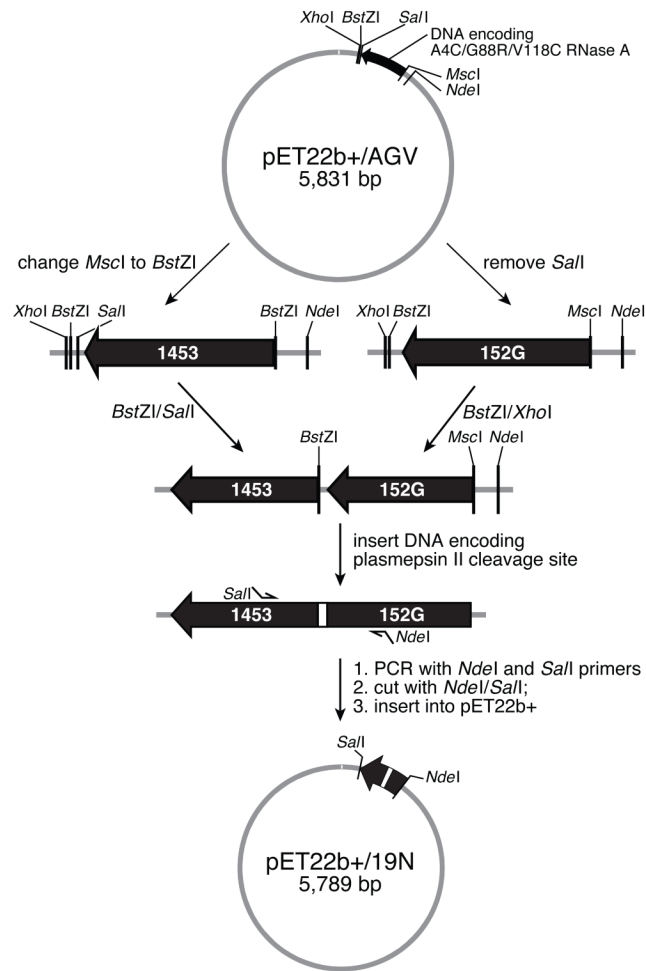 XhoI BstZI SalI
DNA encoding
A4C/G88R/V118C RNase A
MscI
NdeI
pET22b+/AGV
5,831 bp
change MscI to BstZI
remove SalI
XhoI BstZI SalI BstZI NdeI
XhoI BstZI MscI NdeI
1453
152G
BstZI/SalI
BstZI/XhoI
BstZI
MscI NdeI
1453
152G
insert DNA encoding
plasmepsin II cleavage site
SalI
1453
152G
NdeI
1. PCR with NdeI and SalI primers
2. cut with NdeI/SalI;
3. insert into pET22b+
SalI
NdeI
pET22b+/19N
5,789 bp